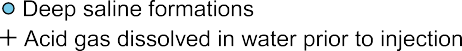 Deep saline formations
Acid gas dissolved in water prior to injection